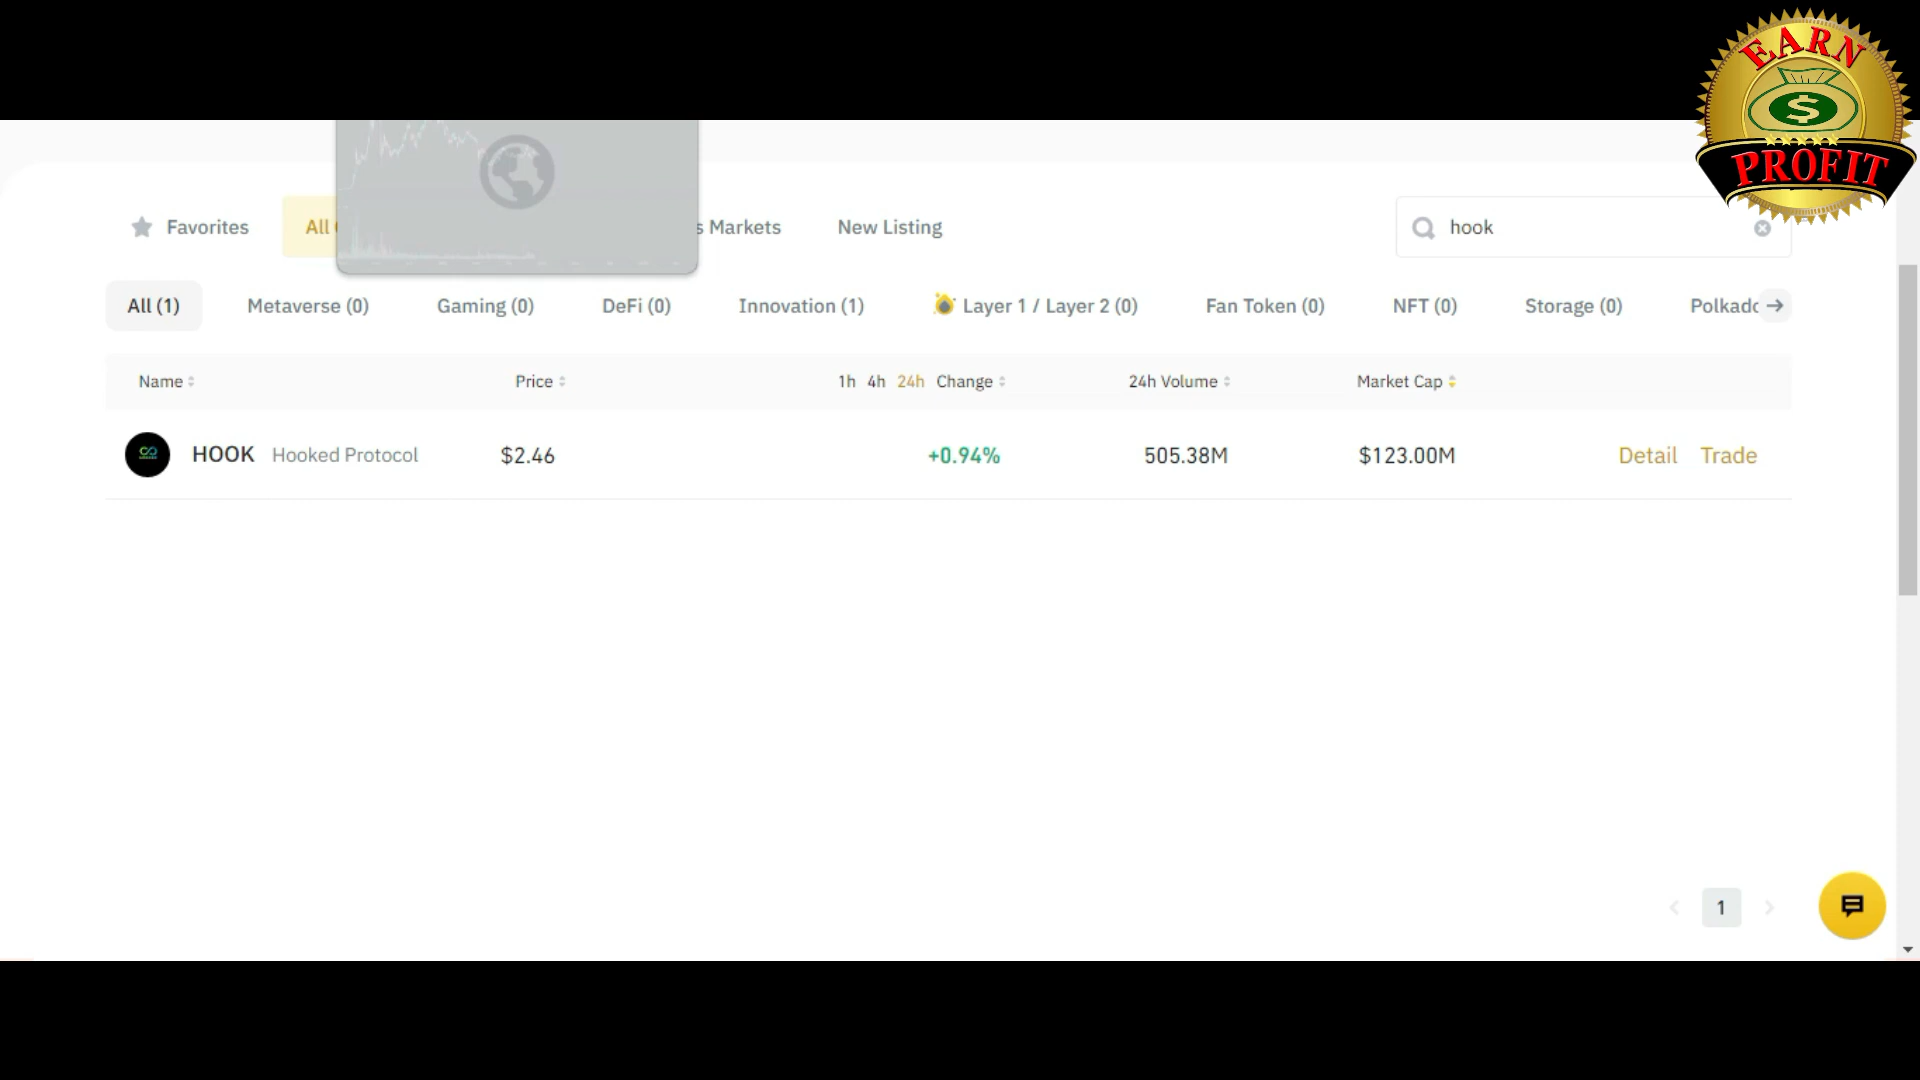 EARN
$
PROFIT
Favorites All s Markets New Listing hook
All (1) Metaverse (0) Gaming (0) DeFi (0) Innovation (1) Layer 1 / Layer 2 (0) Fan Token (0) NFT (0) Storage (0) Polkad
Name Price 1h 4h 24h Change 24h Volume Market Cap
HOOK Hooked Protocol $2.46 +0.94% 505.38M $123.00M Detail Trade
1